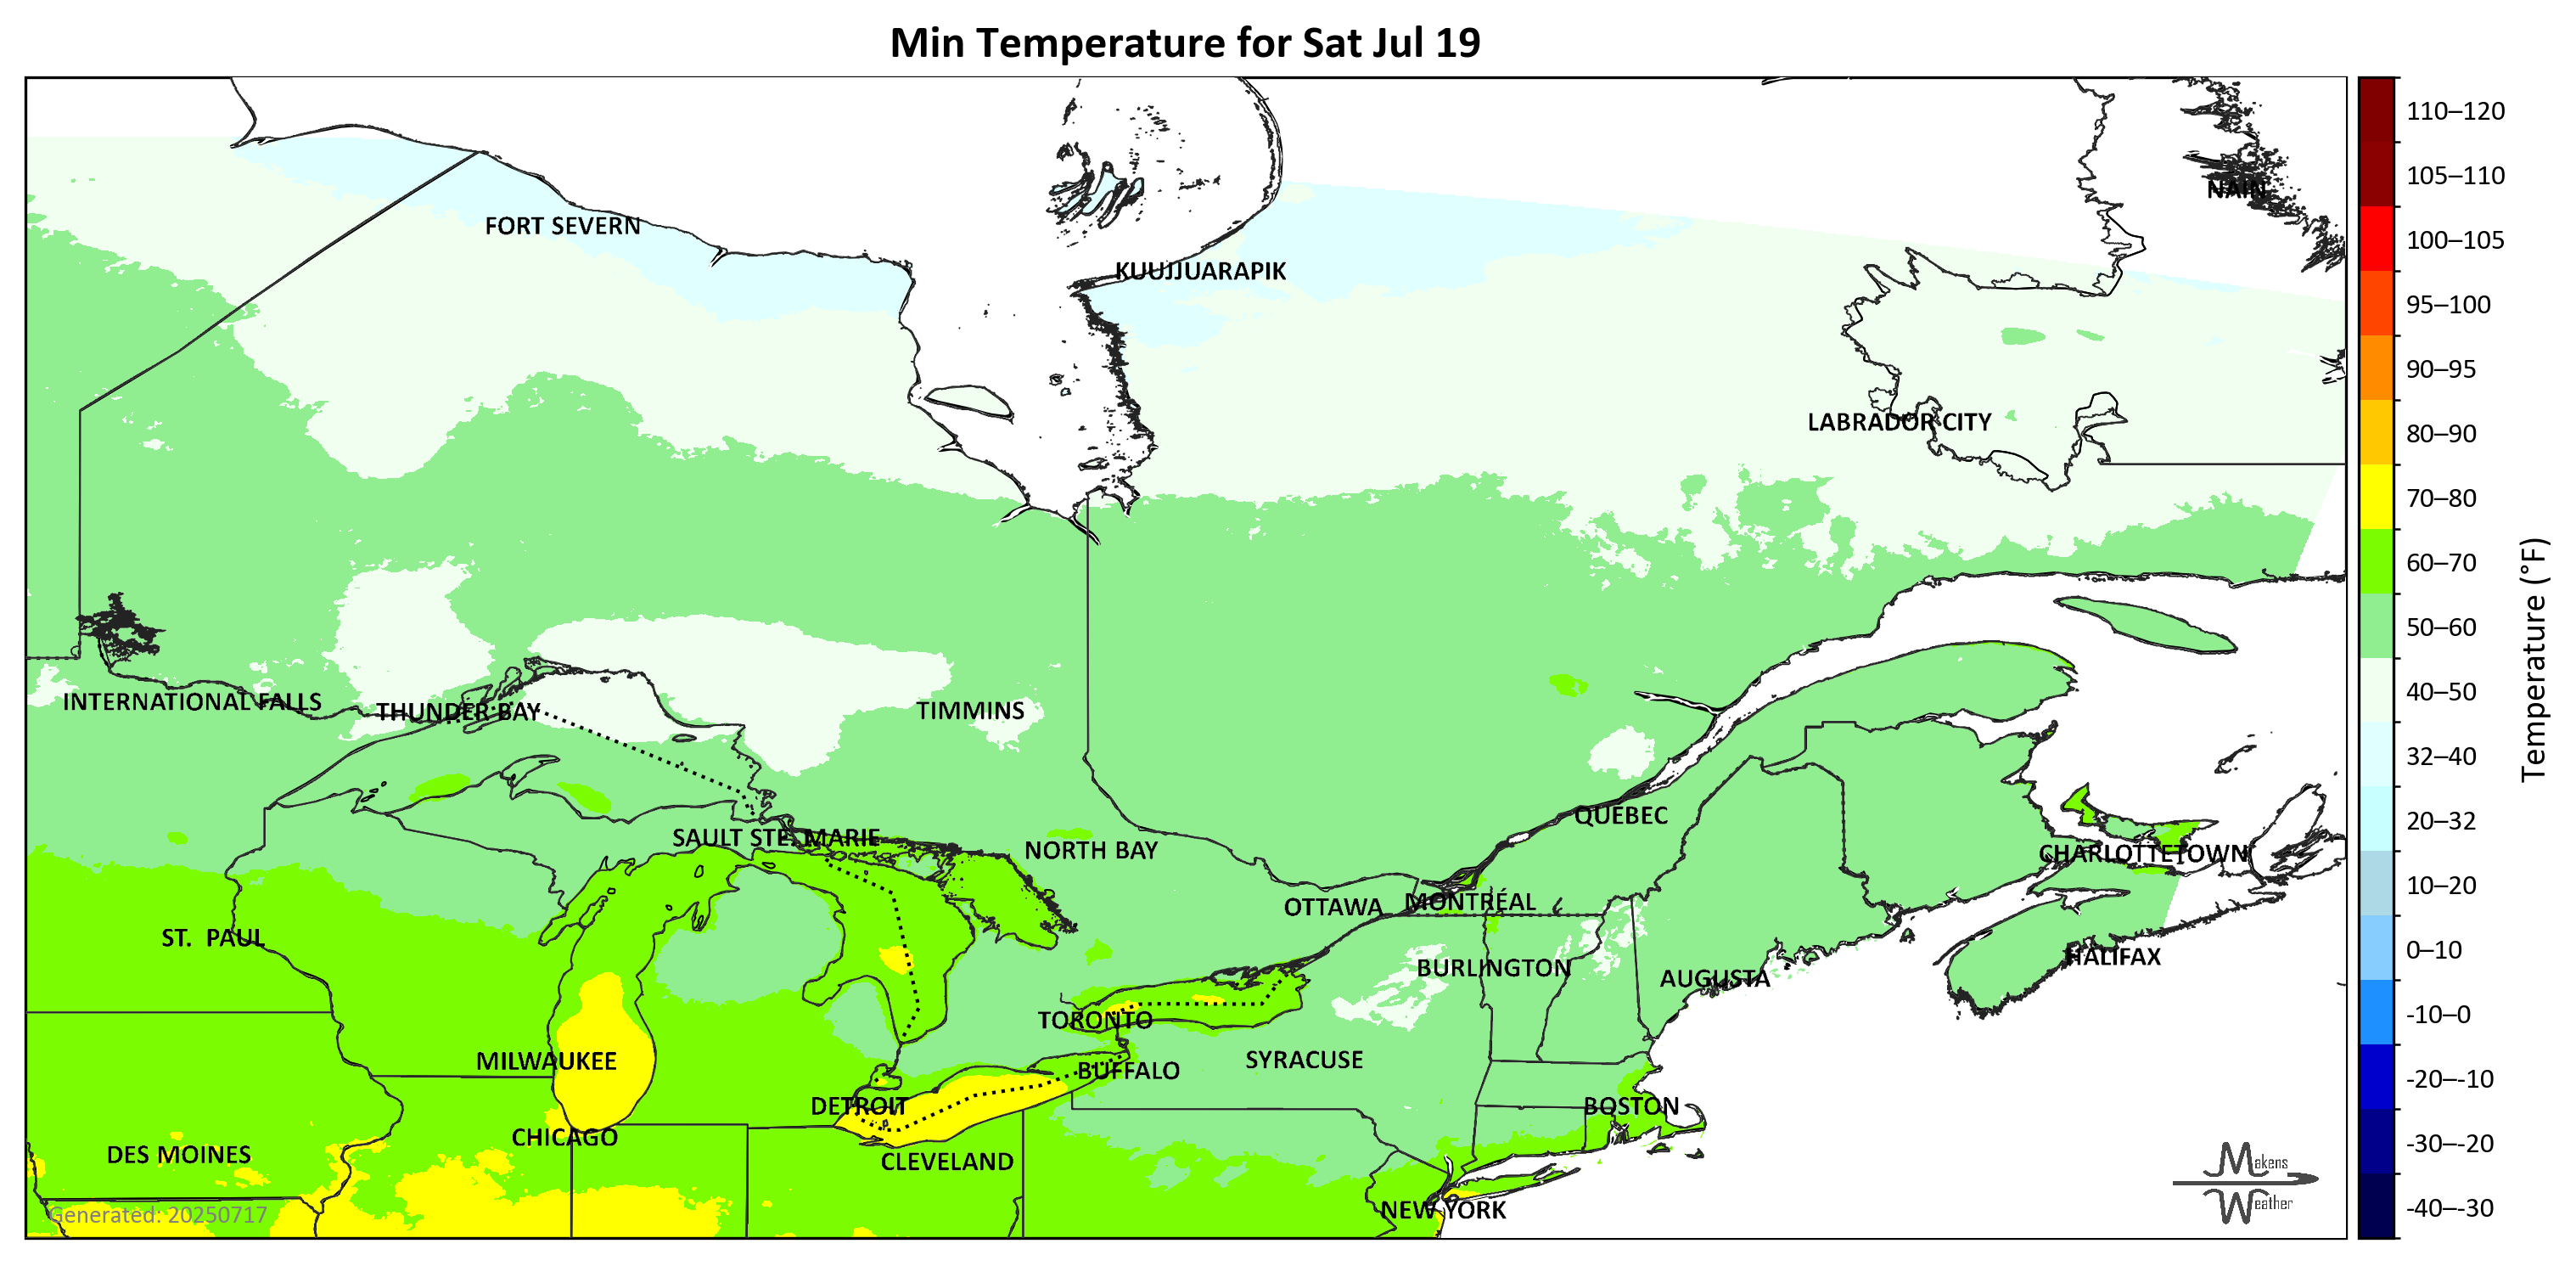 Min Temperature for Sat Jul 19
110–120
105–110
NAIN
FORT SEVERN
100–105
KUUJJUARAPIK
95–100
90–95
LABRADOR CITY
80–90
70–80
60–70
50–60
Temperature (°F)
40–50
INTERNATIONAL FALLS
THUNDER BAY
TIMMINS
32–40
QUÉBEC
20–32
SAULT STE. MARIE
NORTH BAY
CHARLOTTETOWN
10–20
OTTAWA
MONTRÉAL
ST. PAUL
0–10
HALIFAX
BURLINGTON
AUGUSTA
TORONTO
-10–0
MILWAUKEE
SYRACUSE
BUFFALO
-20–-10
DETROIT
BOSTON
CHICAGO
-30–-20
DES MOINES
CLEVELAND
Makens
Weather
NEW YORK
-40–-30
Generated: 20250717